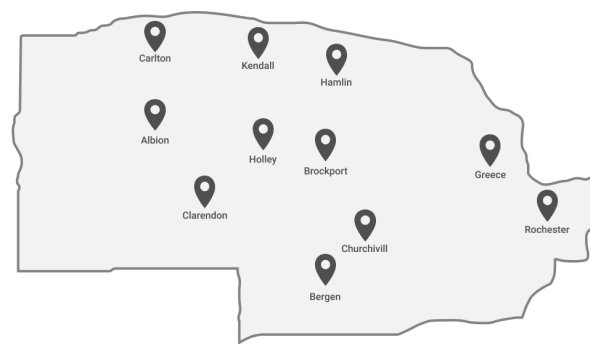 Carlton
Kendall
Hamlin
Albion
Holley
Brockport
Greece
Clarendon
Rochester
Churchivill
Bergen